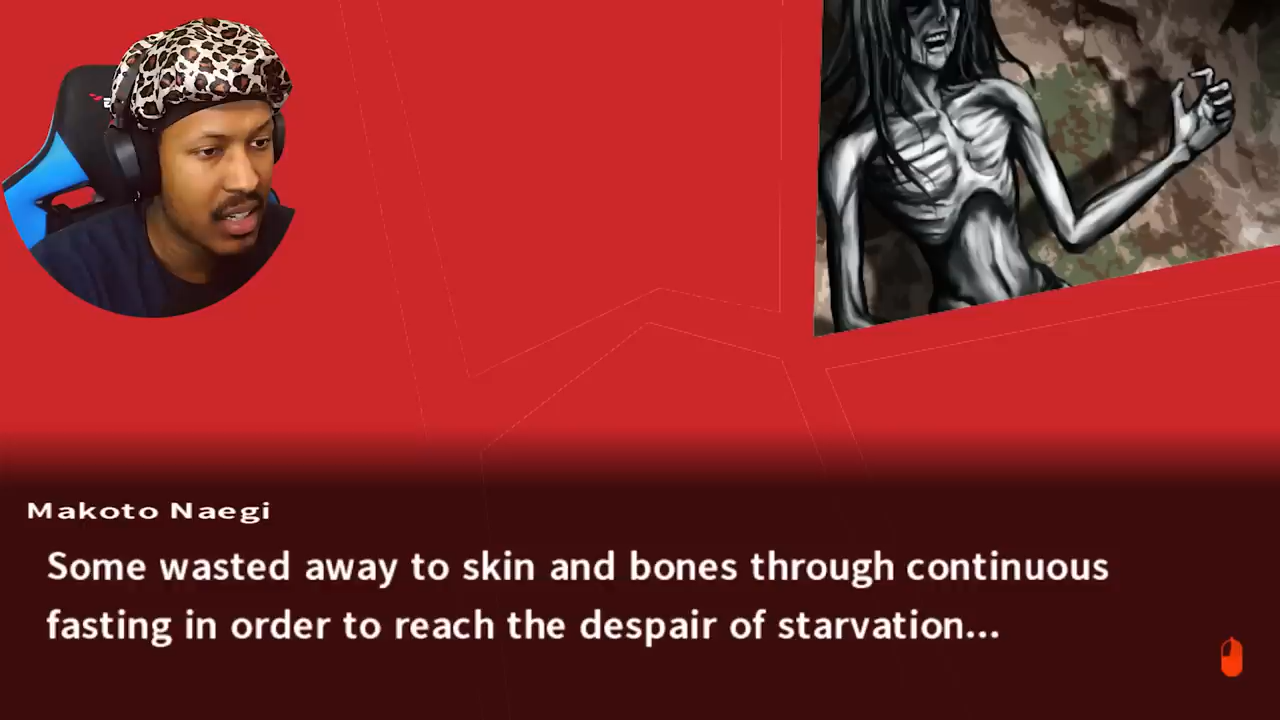 Makoto Naegi
Some wasted away to skin and bones through continuous
fasting in order to reach the despair of starvation...